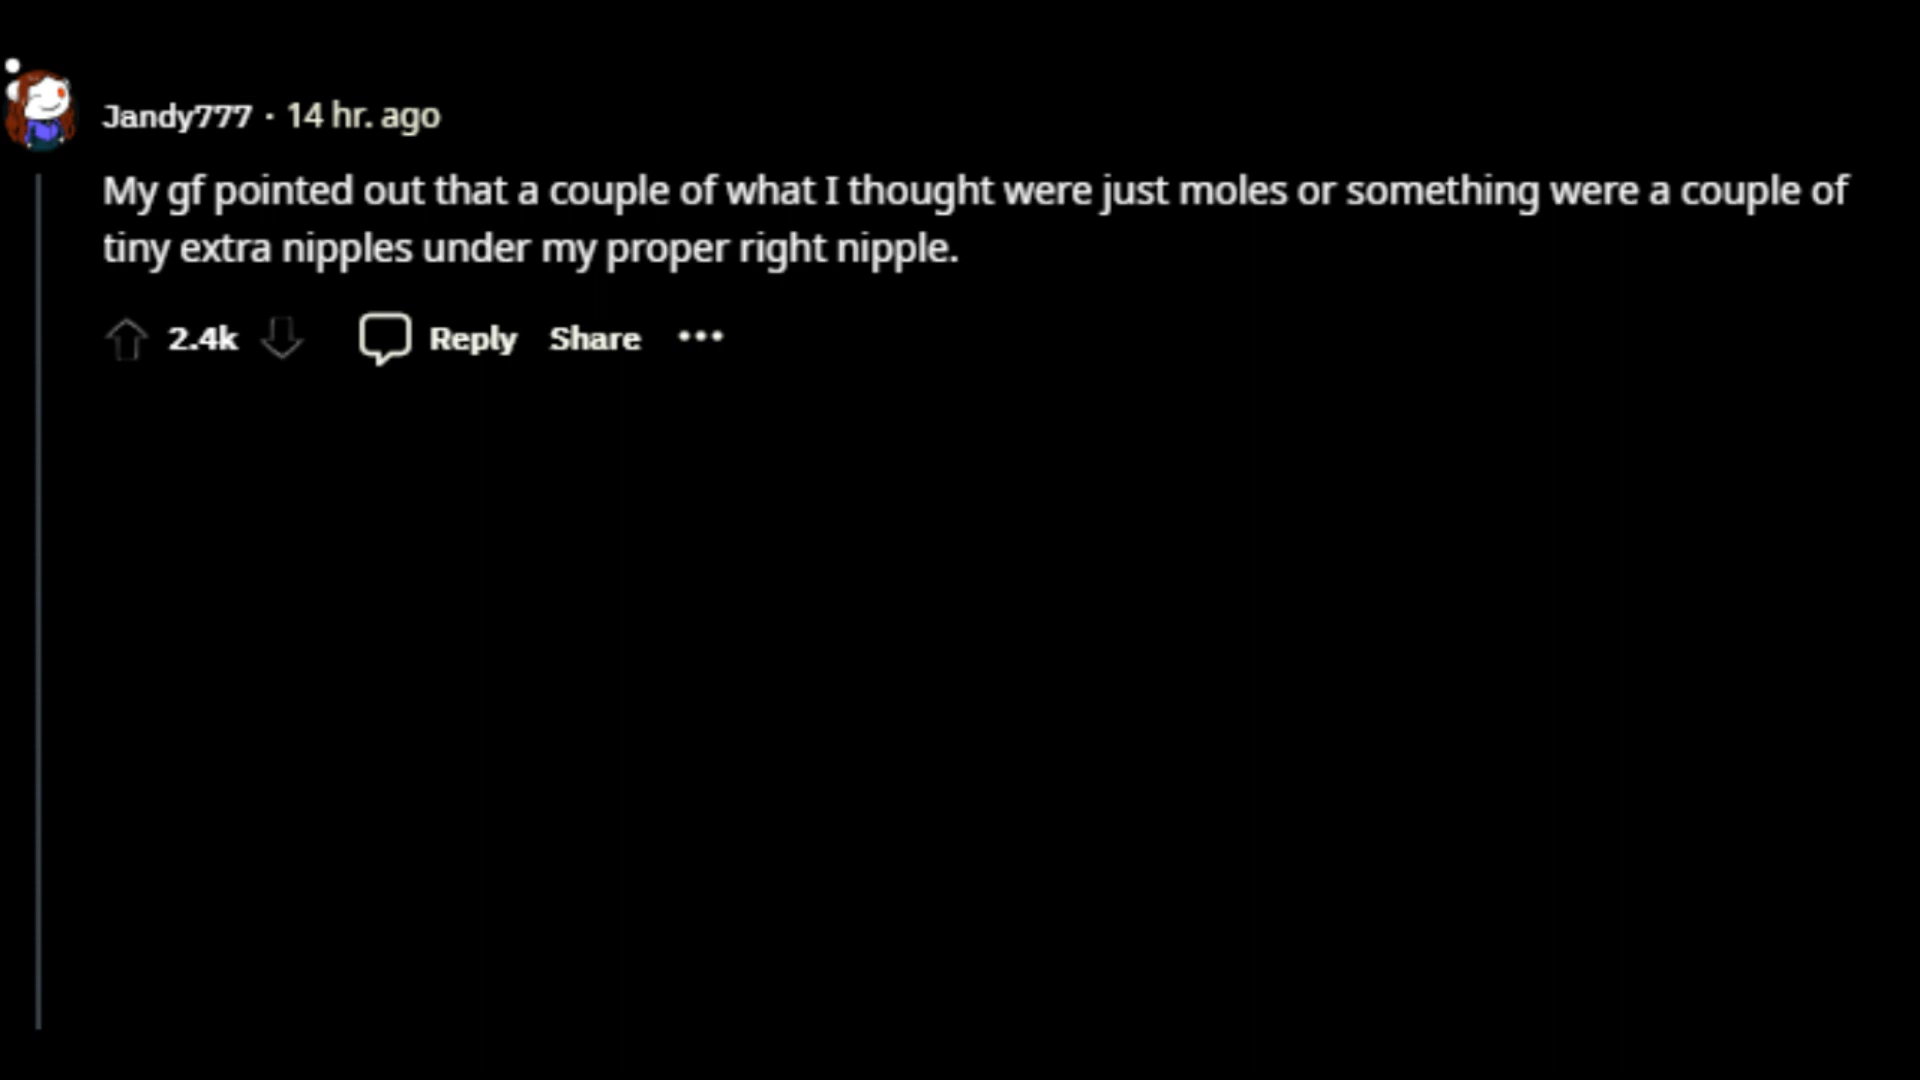 Jandy777 · 14 hr. ago
My gf pointed out that a couple of what I thought were just moles or something were a couple of
tiny extra nipples under my proper right nipple.
2.4k Reply Share •••